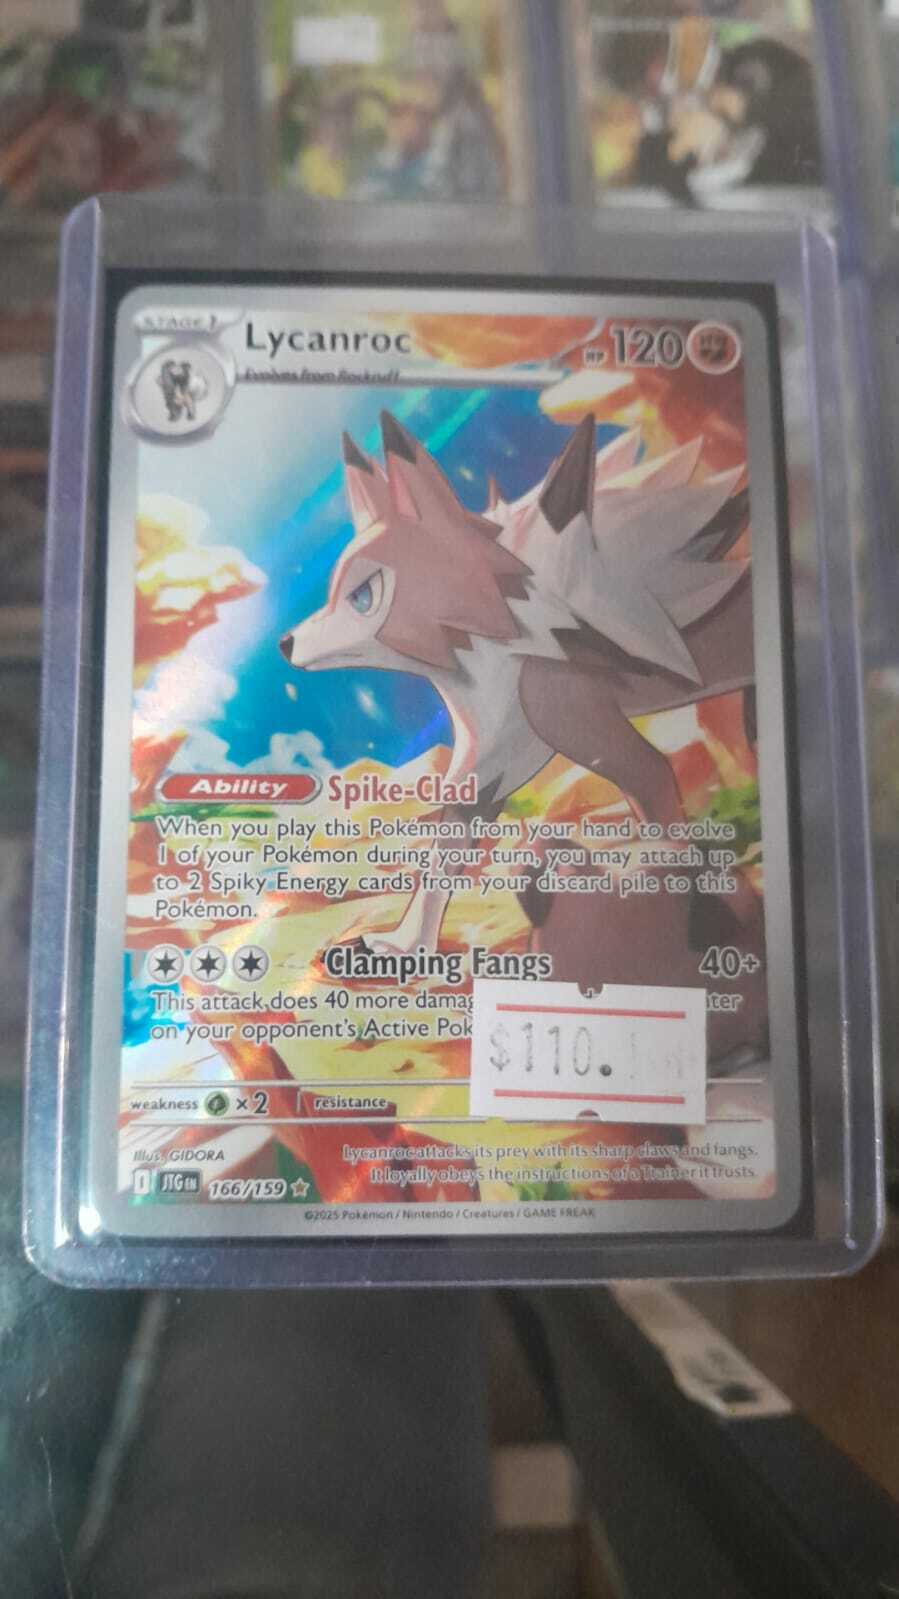 STAGE 1
Lycanroc
HP 120
Evolves from Rockruff
Ability Spike-Clad
When you play this Pokémon from your hand to evolve
1 of your Pokémon during your turn, you may attach up
to 2 Spiky Energy cards from your discard pile to this
Pokémon.
Clamping Fangs 40+
This attack does 40 more
on your opponent's Active
$110.
weakness x2 resistance
Illus. GIDORA
Lycanroc attacks its prey with its sharp claws and fangs.
It loyally obeys the instructions of a Trainer it trusts.
I JTG EN 166/159
©2025 Pokémon / Nintendo / Creatures / GAME FREAK